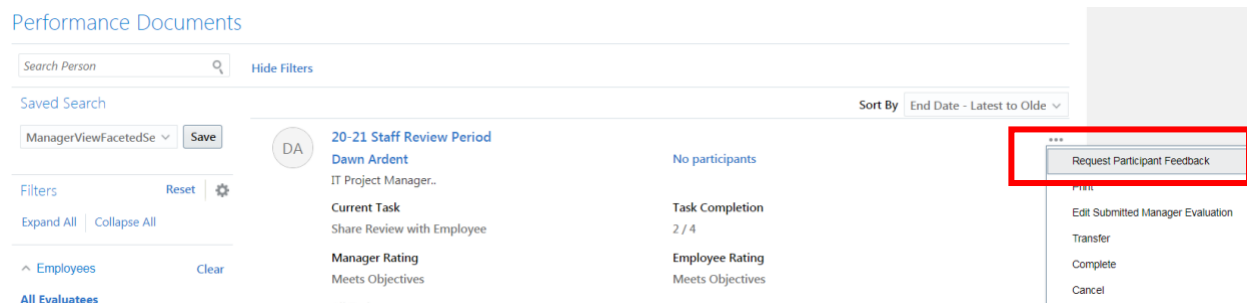 Performance Documents
Search Person
Hide Filters
Saved Search
Sort By End Date - Latest to Olde
ManagerViewFacetedSe Save
DA
20-21 Staff Review Period
Dawn Ardent
No participants
IT Project Manager..
Filters Reset
Expand All Collapse All
Current Task
Task Completion
Share Review with Employee
2 / 4
Employees Clear
Manager Rating
Employee Rating
Meets Objectives
Meets Objectives
All Evaluatees
Request Participant Feedback
Print
Edit Submitted Manager Evaluation
Transfer
Complete
Cancel